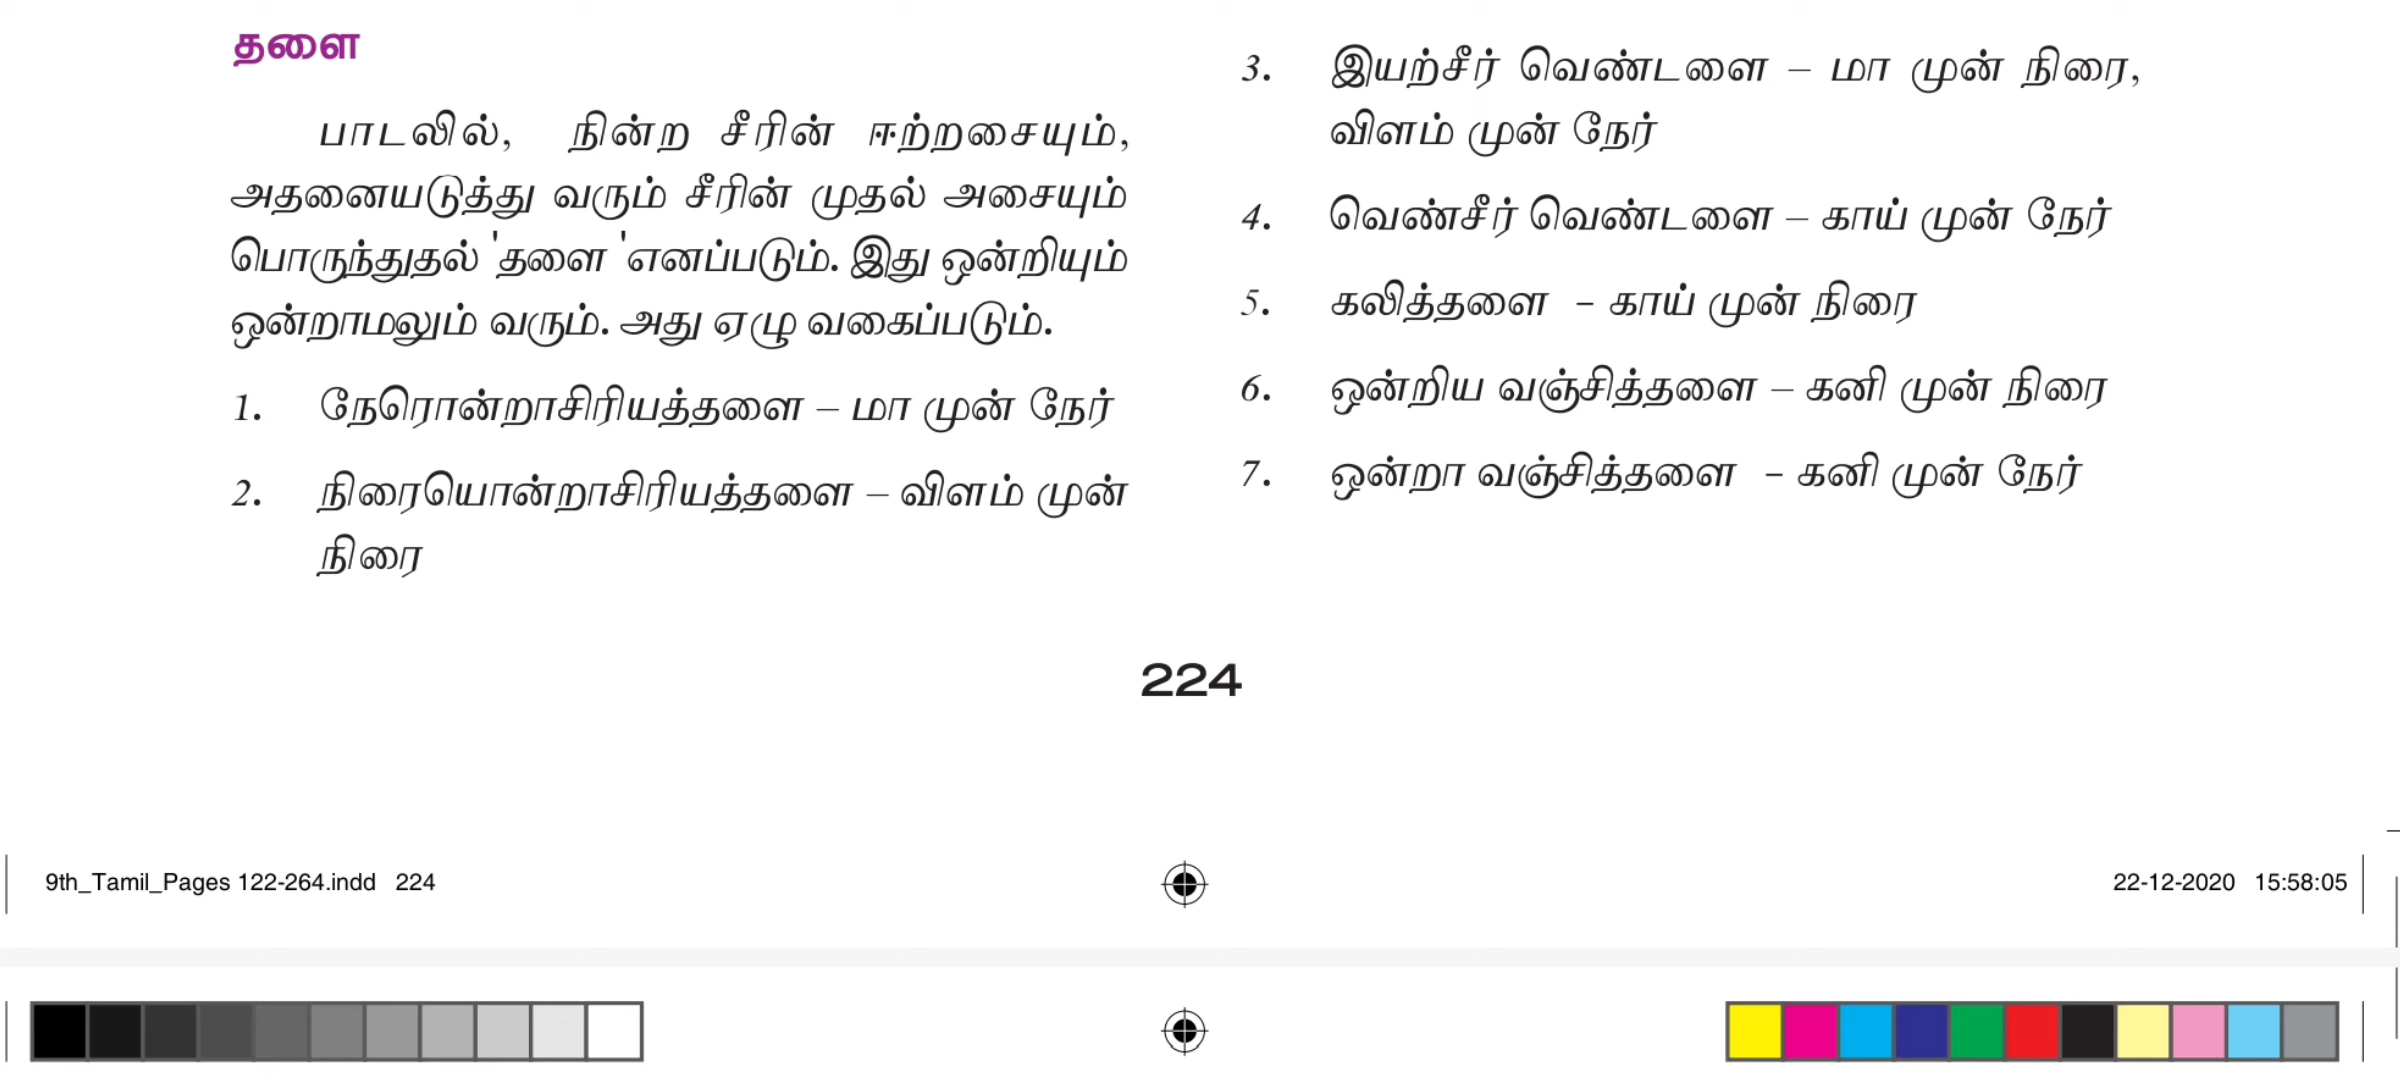 தளை
பாடலில், நின்ற சீரின் ஈற்றசையும்,
அதனையடுத்து வரும் சீரின் முதல் அசையும்
பொருந்துதல் 'தளை 'எனப்படும். இது ஒன்றியும்
ஒன்றாமலும் வரும். அது ஏழு வகைப்படும்.
1. நேரொன்றாசிரியத்தளை – மா முன் நேர்
2. நிரையொன்றாசிரியத்தளை – விளம் முன்
நிரை
3. இயற்சீர் வெண்டளை – மா முன் நிரை,
விளம் முன் நேர்
4. வெண்சீர் வெண்டளை – காய் முன் நேர்
5. கலித்தளை - காய் முன் நிரை
6. ஒன்றிய வஞ்சித்தளை – கனி முன் நிரை
7. ஒன்றா வஞ்சித்தளை - கனி முன் நேர்
224
9th_Tamil_Pages 122-264.indd 224
22-12-2020 15:58:05